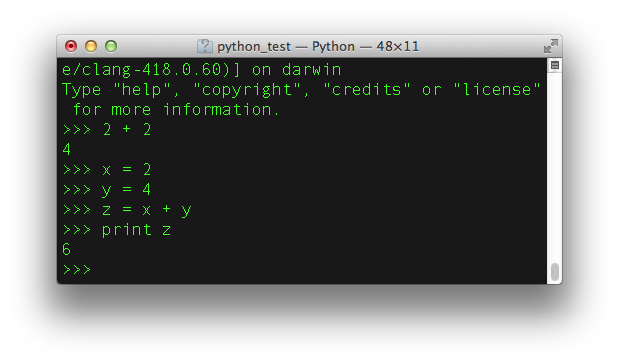 python_test — Python — 48×11
e/clang-418.0.60)] on darwin
Type "help", "copyright", "credits" or "license"
 for more information.
>>> 2 + 2
4
>>> x = 2
>>> y = 4
>>> z = x + y
>>> print z
6
>>>